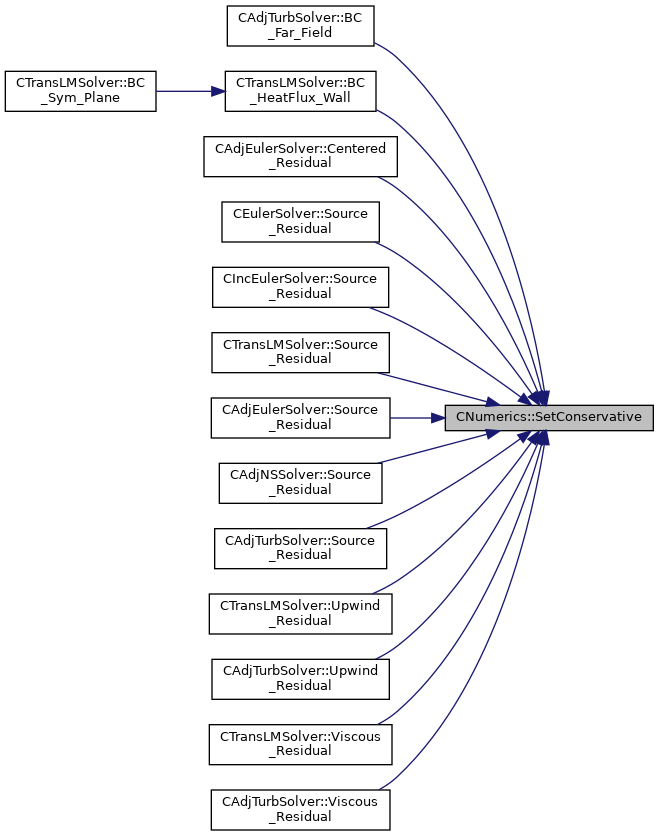 CAdjTurbSolver::BC
_Far_Field
CTransLMSolver::BC
_Sym_Plane
CTransLMSolver::BC
_HeatFlux_Wall
CAdjEulerSolver::Centered
_Residual
CEulerSolver::Source
_Residual
CIncEulerSolver::Source
_Residual
CTransLMSolver::Source
_Residual
CAdjEulerSolver::Source
_Residual
CNumerics::SetConservative
CAdjNSSolver::Source
_Residual
CAdjTurbSolver::Source
_Residual
CTransLMSolver::Upwind
_Residual
CAdjTurbSolver::Upwind
_Residual
CTransLMSolver::Viscous
_Residual
CAdjTurbSolver::Viscous
_Residual